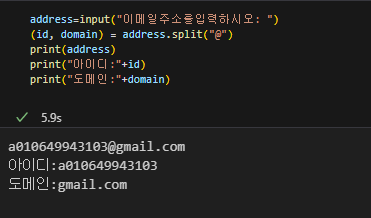 address=input("이메일주소을입력하시오: ")
(id, domain) = address.split("@")
print(address)
print("아이디:"+id)
print("도메인:"+domain)
5.9s
a010649943103@gmail.com
아이디:a010649943103
도메인:gmail.com